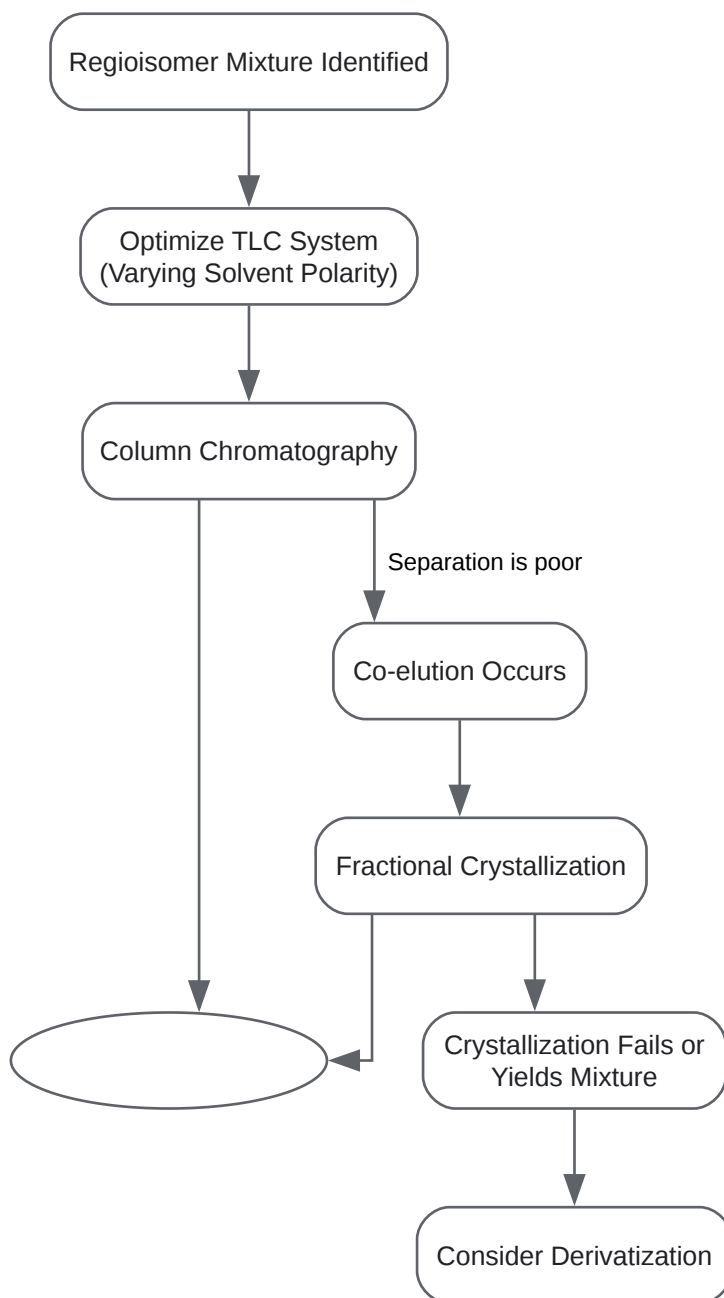 Regioisomer Mixture Identified
Optimize TLC System
(Varying Solvent Polarity)
Column Chromatography
Separation is poor
Co-elution Occurs
Fractional Crystallization
Crystallization Fails or
Yields Mixture
Consider Derivatization